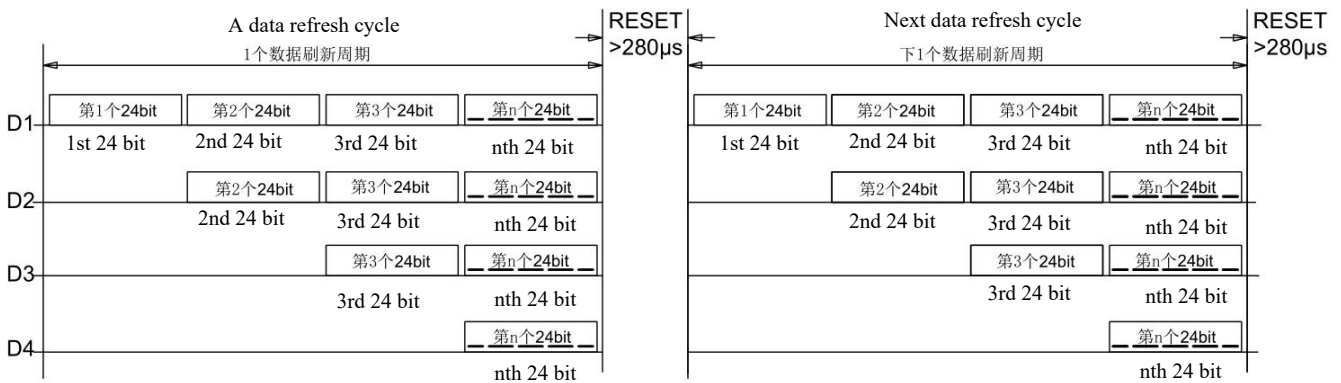 A data refresh cycle
RESET
Next data refresh cycle
RESET
1个数据刷新周期
>280μs
下1个数据刷新周期
>280μs
D1 第1个24bit 第2个24bit 第3个24bit 第n个24bit 第1个24bit 第2个24bit 第3个24bit 第n个24bit
1st 24 bit 2nd 24 bit 3rd 24 bit nth 24 bit 1st 24 bit 2nd 24 bit 3rd 24 bit nth 24 bit
D2 第2个24bit 第3个24bit 第n个24bit 第2个24bit 第3个24bit 第n个24bit
2nd 24 bit 3rd 24 bit nth 24 bit 2nd 24 bit 3rd 24 bit nth 24 bit
D3 第3个24bit 第n个24bit 第3个24bit 第n个24bit
3rd 24 bit nth 24 bit 3rd 24 bit nth 24 bit
D4 第n个24bit 第n个24bit
nth 24 bit nth 24 bit